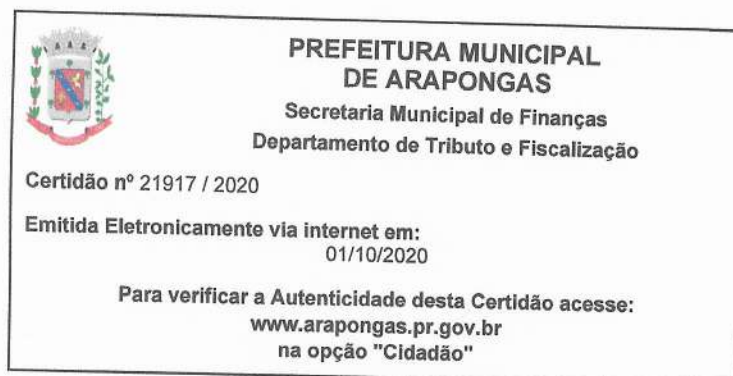 PREFEITURA MUNICIPAL
DE ARAPONGAS
Secretaria Municipal de Finanças
Departamento de Tributo e Fiscalização
Certidão nº 21917 / 2020
Emitida Eletronicamente via internet em:
01/10/2020
Para verificar a Autenticidade desta Certidão acesse:
www.arapongas.pr.gov.br
na opção "Cidadão"